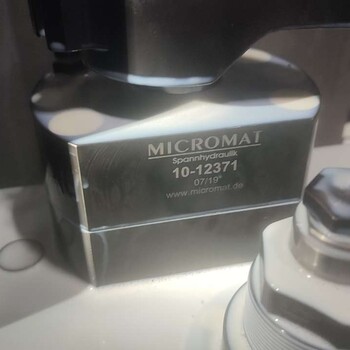 MICROMAT
Spannhydraulik
10-12371
07/19"
www.micromat.de